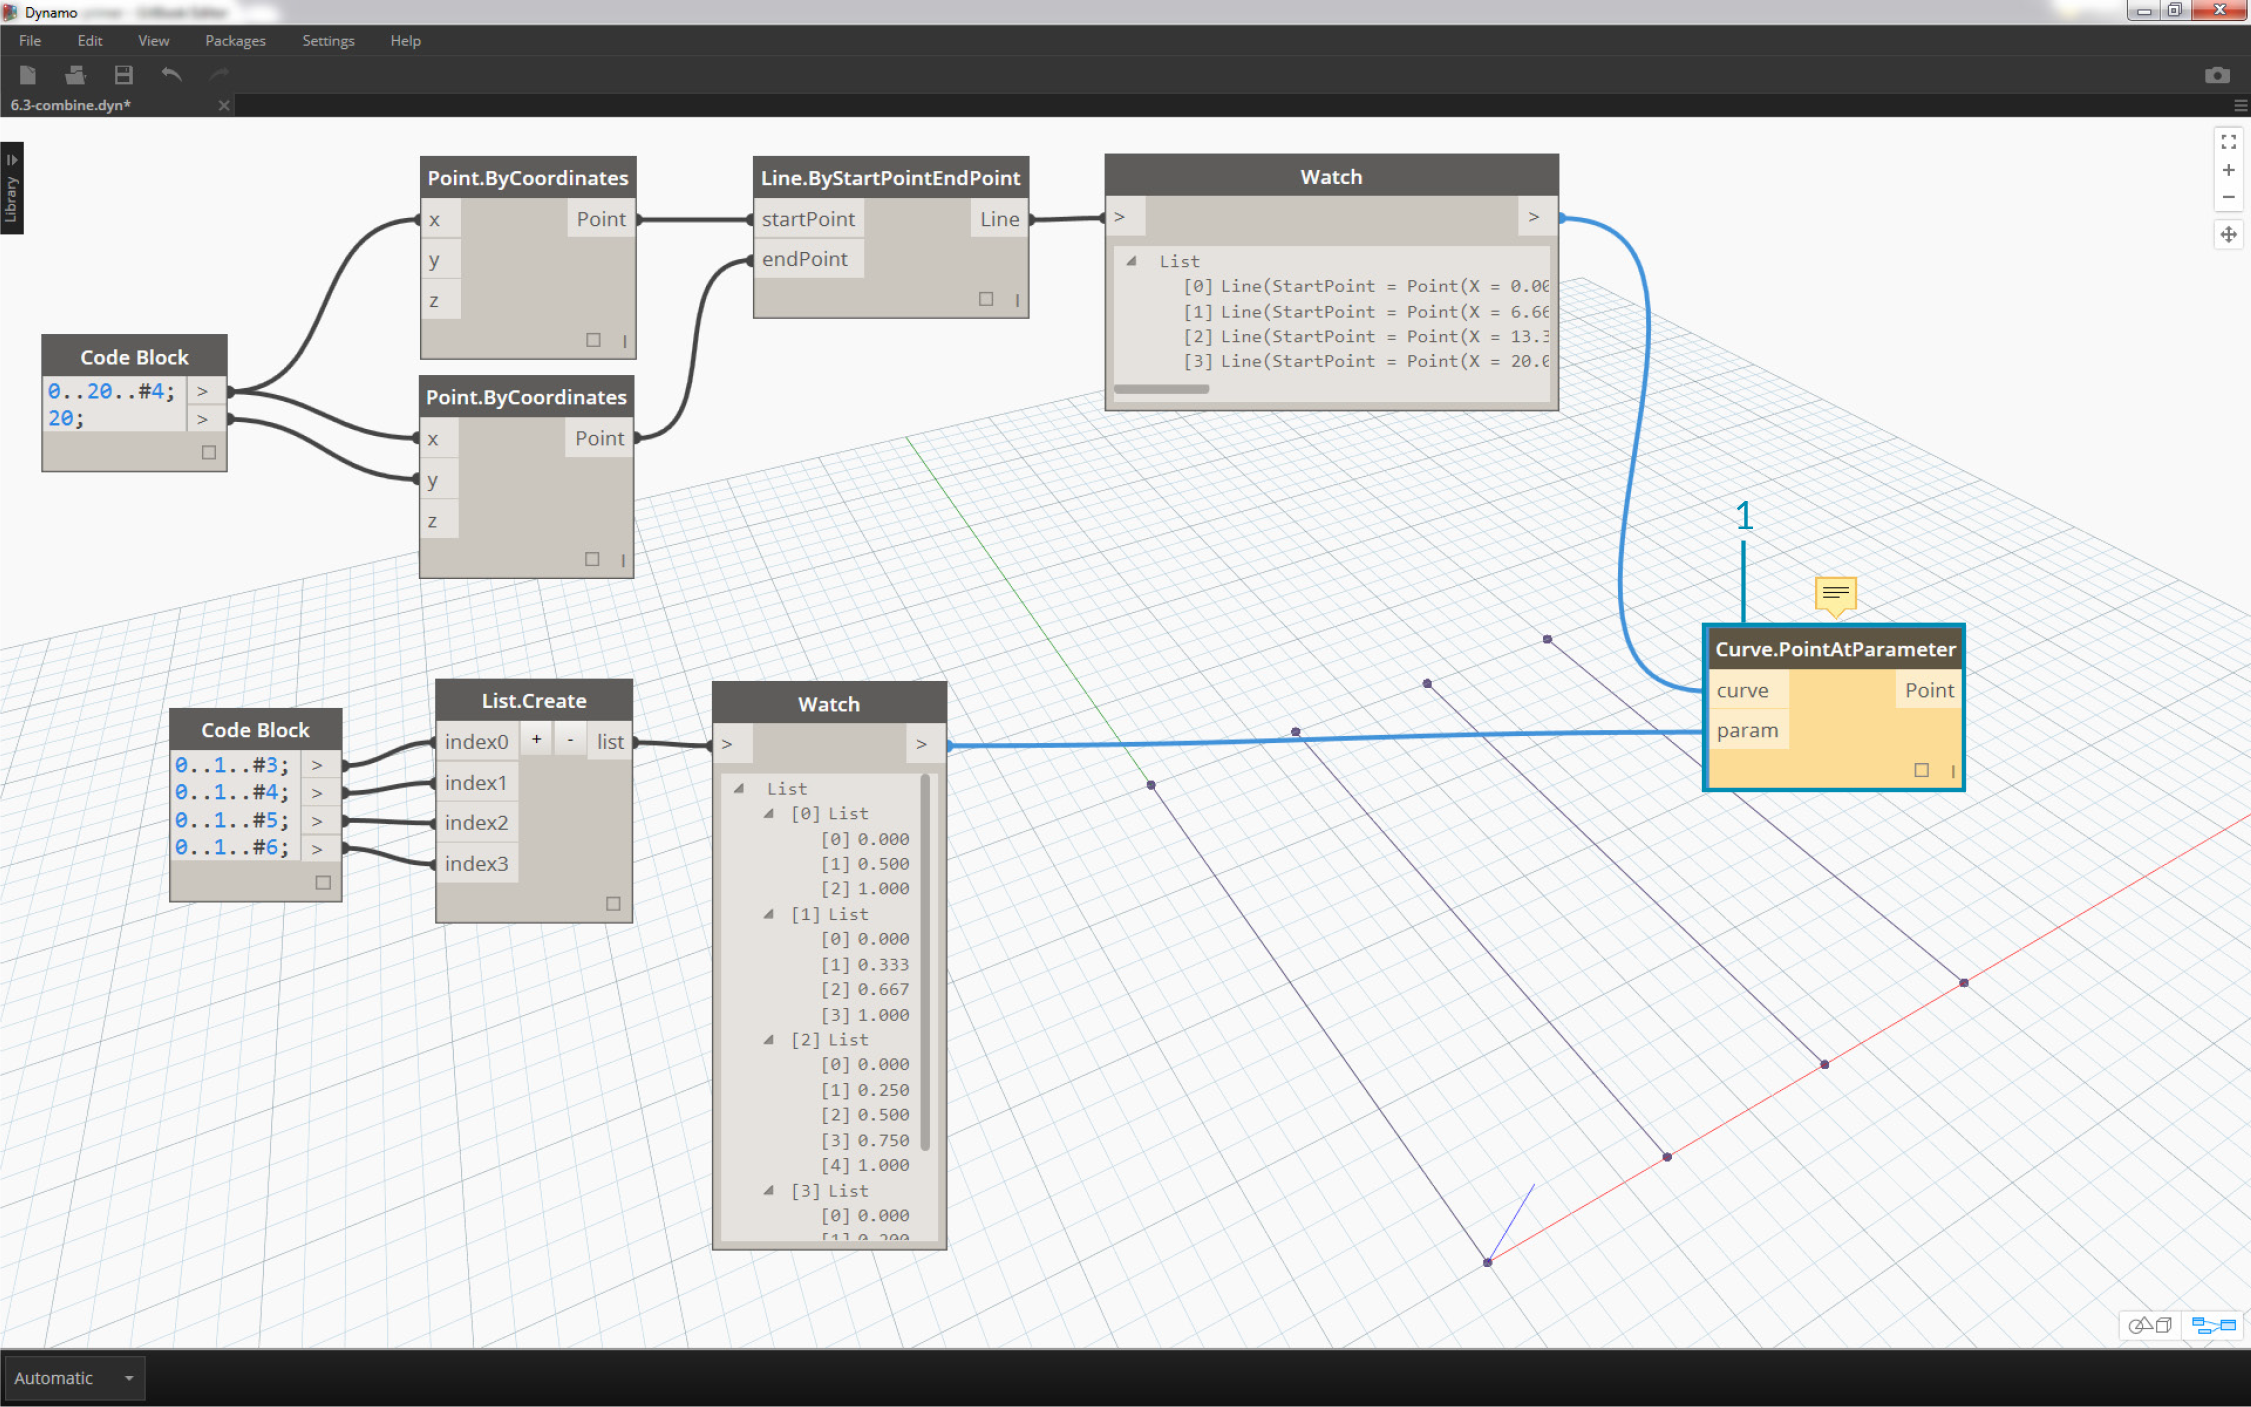 Dynamo
File Edit View Packages Settings Help
6.3-combine.dyn*
Library
Point.ByCoordinates
x Point
y
z
Line.ByStartPointEndPoint
startPoint Line
endPoint
Watch
> >
List
[0] Line(StartPoint = Point(X = 0.00
[1] Line(StartPoint = Point(X = 6.66
[2] Line(StartPoint = Point(X = 13.3
[3] Line(StartPoint = Point(X = 20.0
Code Block
0..20..#4; >
20; >
Point.ByCoordinates
x Point
y
z
1
Curve.PointAtParameter
curve Point
param
Code Block
0..1..#3; >
0..1..#4; >
0..1..#5; >
0..1..#6; >
List.Create
index0 + - list
index1
index2
index3
Watch
> >
List
[0] List
[0] 0.000
[1] 0.500
[2] 1.000
[1] List
[0] 0.000
[1] 0.333
[2] 0.667
[3] 1.000
[2] List
[0] 0.000
[1] 0.250
[2] 0.500
[3] 0.750
[4] 1.000
[3] List
[0] 0.000
[1] 0.200
Automatic